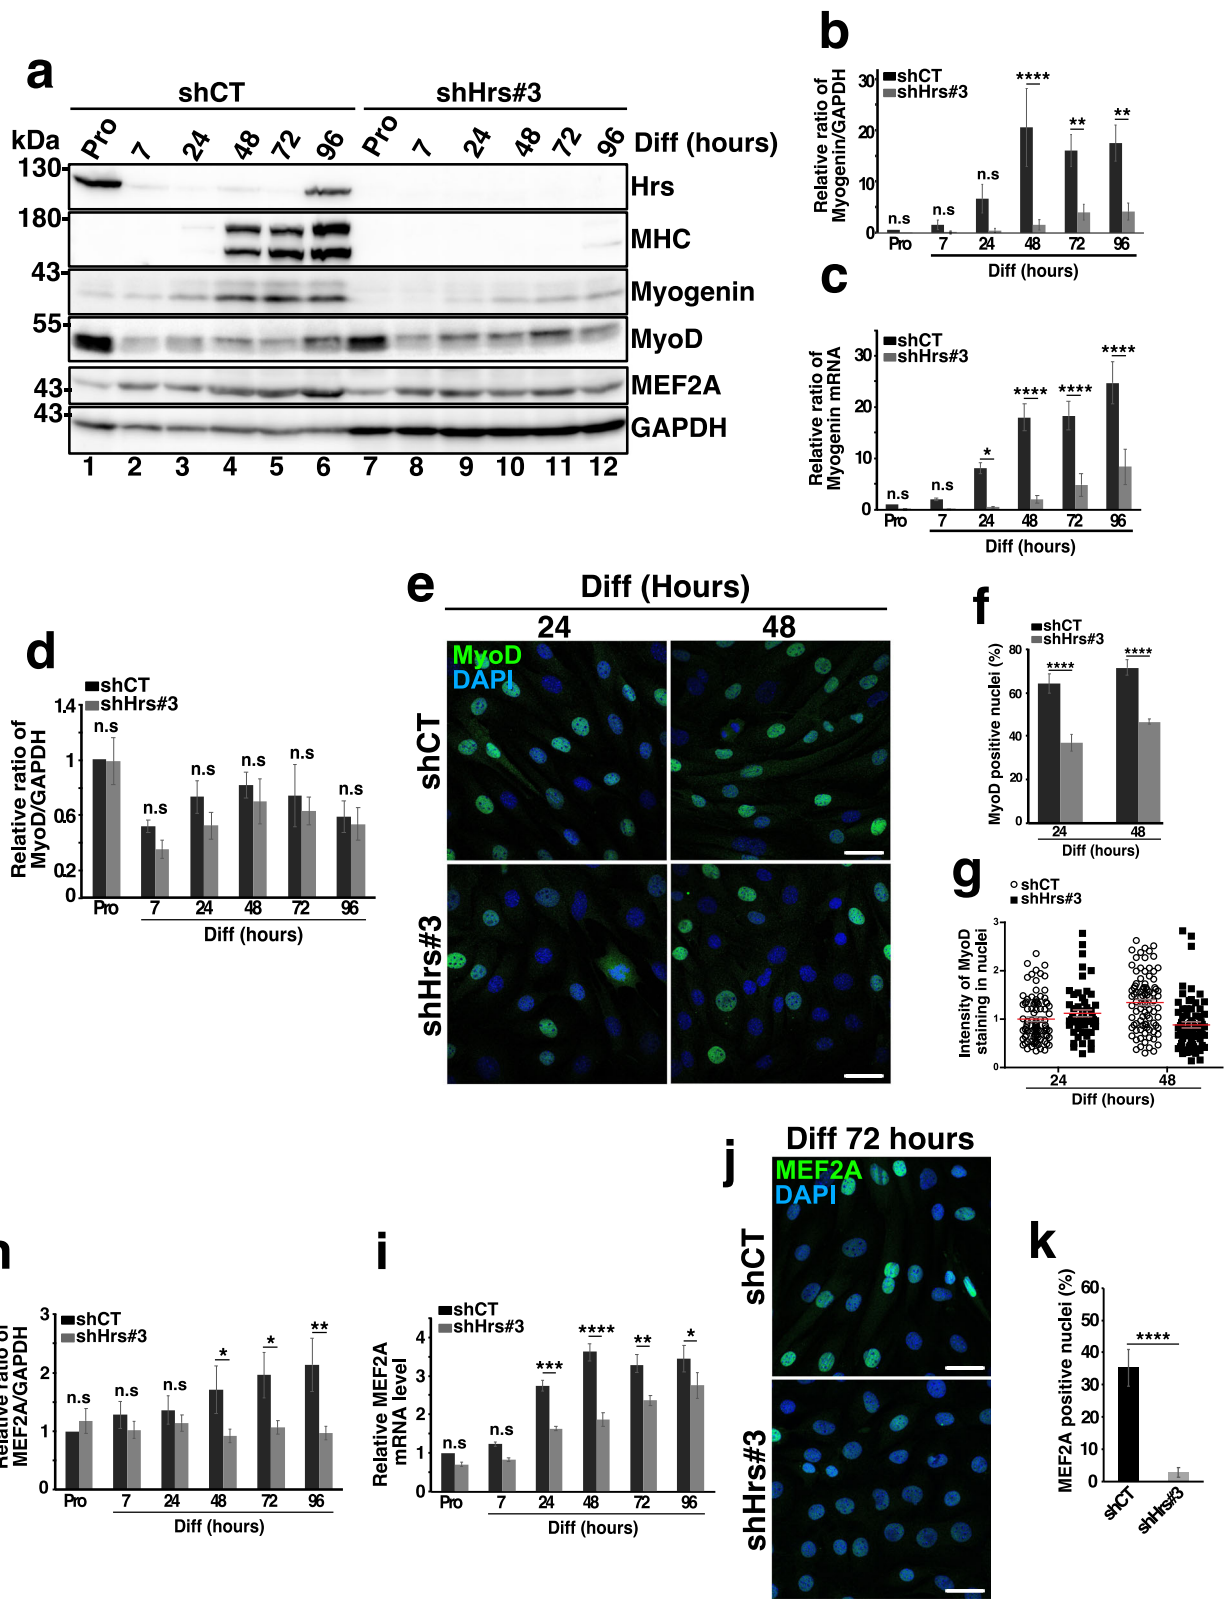 a
shCT shHrs#3
kDa Pro 7 24 48 72 96 Pro 7 24 48 72 96 Diff (hours)
130 Hrs
180 MHC
43 Myogenin
55 MyoD
43 MEF2A
43 GAPDH
1 2 3 4 5 6 7 8 9 10 11 12
b
Relative ratio of
Myogenin/GAPDH
shCT
shHrs#3
30
20
10
0
n.s n.s n.s **** ** **
Pro 7 24 48 72 96
Diff (hours)
c
Relative ratio of
Myogenin mRNA
shCT
shHrs#3
30
20
10
0
n.s n.s * **** **** ****
Pro 7 24 48 72 96
Diff (hours)
d
Relative ratio of
MyoD/GAPDH
shCT
shHrs#3
1.4
1
0.6
0.2
0
n.s n.s n.s n.s n.s n.s
Pro 7 24 48 72 96
Diff (hours)
e
Diff (Hours)
24 48
MyoD
DAPI
shCT
shHrs#3
f
MyoD positive nuclei (%)
shCT
shHrs#3
80
60
40
20
0
**** ****
24 48
Diff (hours)
g
Intensity of MyoD
staining in nuclei
shCT
shHrs#3
3
2
1
0
24 48
Diff (hours)
MEF2A/GAPDH
shCT
shHrs#3
3
2
1
0
n.s n.s n.s * * **
Pro 7 24 48 72 96
Diff (hours)
i
Relative MEF2A
mRNA level
shCT
shHrs#3
4
3
2
1
0
n.s n.s *** **** ** *
Pro 7 24 48 72 96
Diff (hours)
j
Diff 72 hours
MEF2A
DAPI
shCT
shHrs#3
k
MEF2A positive nuclei (%)
60
50
40
30
20
10
0
****
shCT shHrs#3